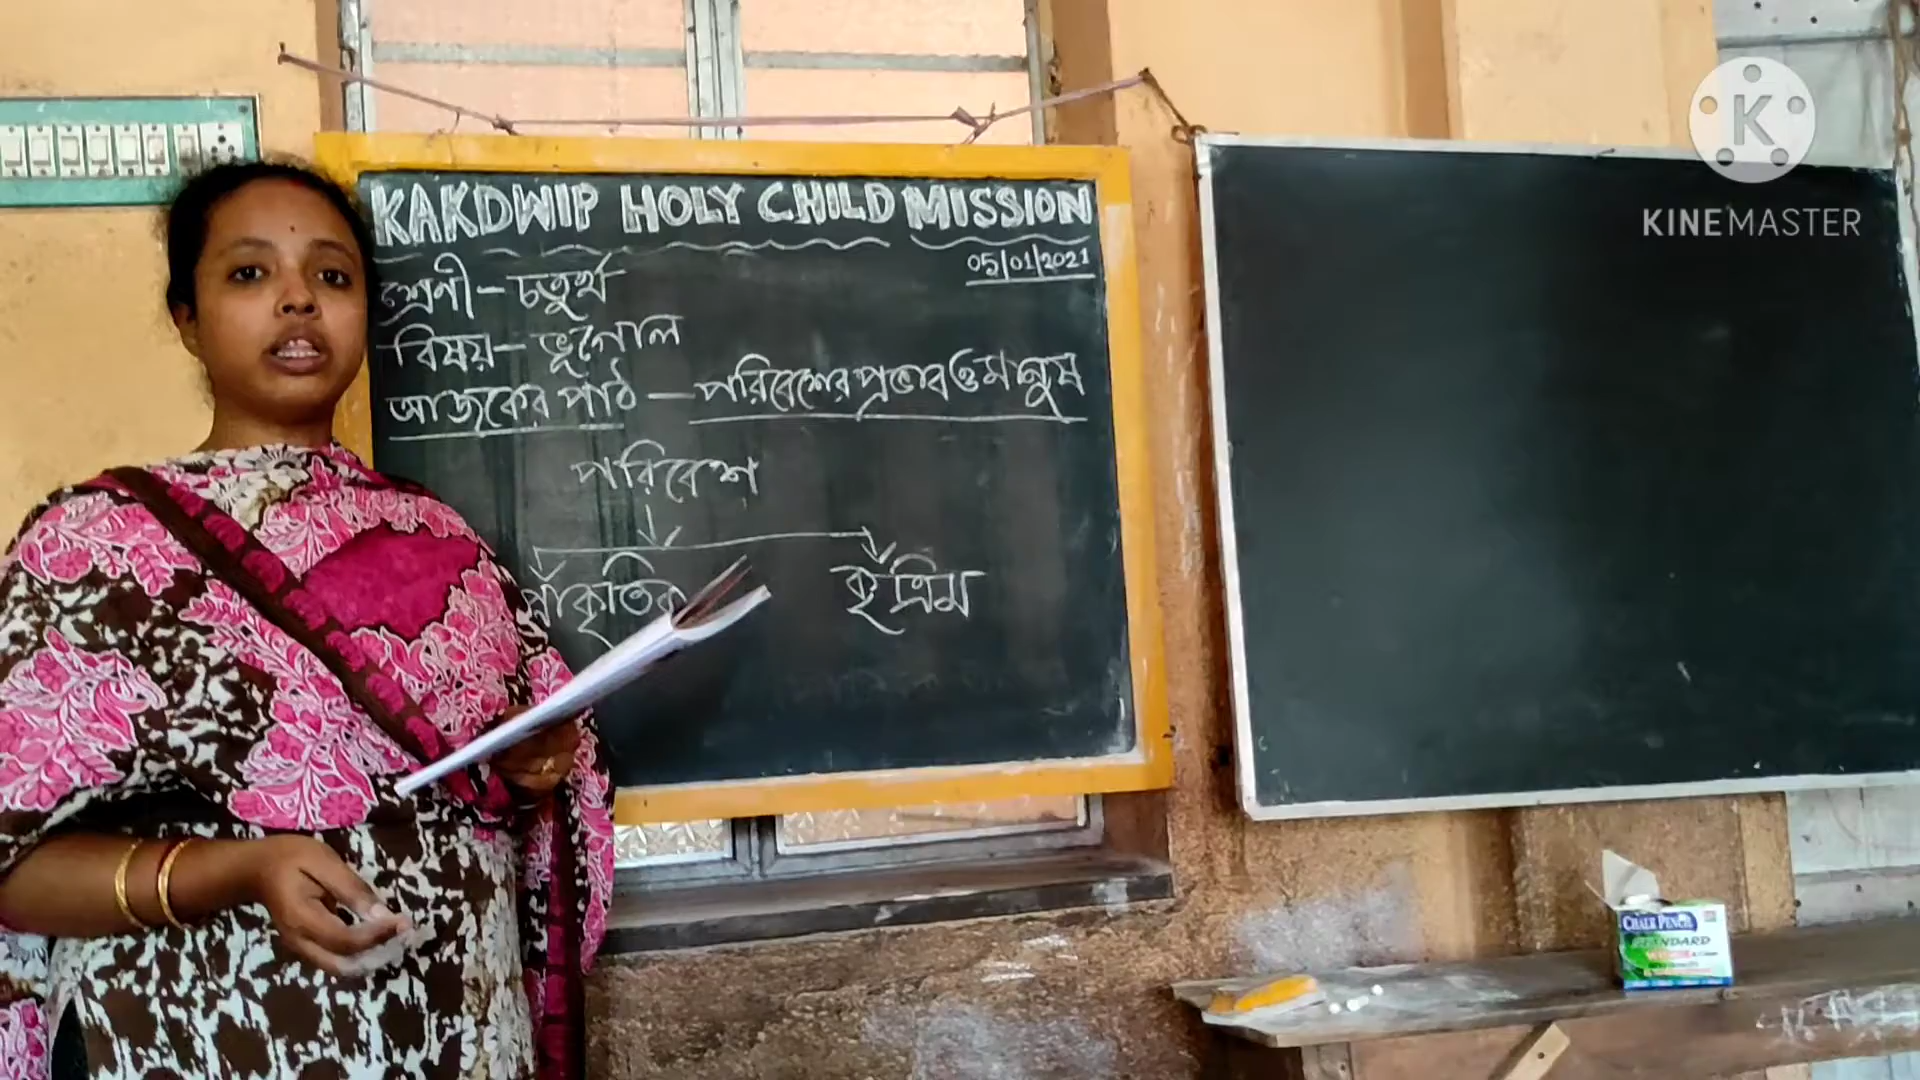 KAKDWIP HOLY CHILD MISSION
05/01/2021
শ্রেণী - চতুর্থ
বিষয় - ভূগোল
আজকের পাঠ - পরিবেশের প্রভাব ও মানুষ
পরিবেশ
প্রাকৃতিক কৃত্রিম
K
KINEMASTER
CHALK PENCIL
STANDARD